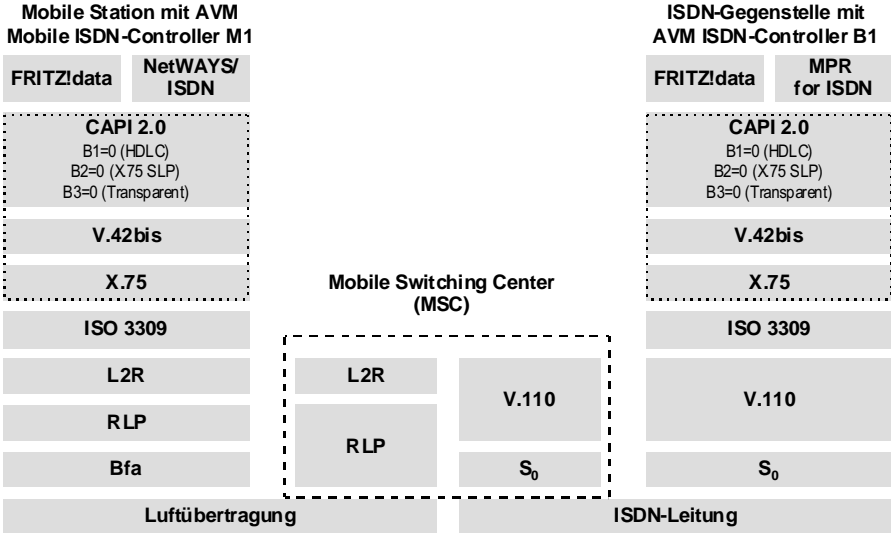 Mobile Station mit AVM
Mobile ISDN-Controller M1
FRITZ!data
NetWAYS/
ISDN
CAPI 2.0
B1=0 (HDLC)
B2=0 (X.75 SLP)
B3=0 (Transparent)
V.42bis
X.75
ISO 3309
L2R
RLP
Bfa
Mobile Switching Center
(MSC)
L2R
RLP
V.110
S0
ISDN-Gegenstelle mit
AVM ISDN-Controller B1
FRITZ!data
MPR
for ISDN
CAPI 2.0
B1=0 (HDLC)
B2=0 (X.75 SLP)
B3=0 (Transparent)
V.42bis
X.75
ISO 3309
V.110
S0
Luftübertragung
ISDN-Leitung